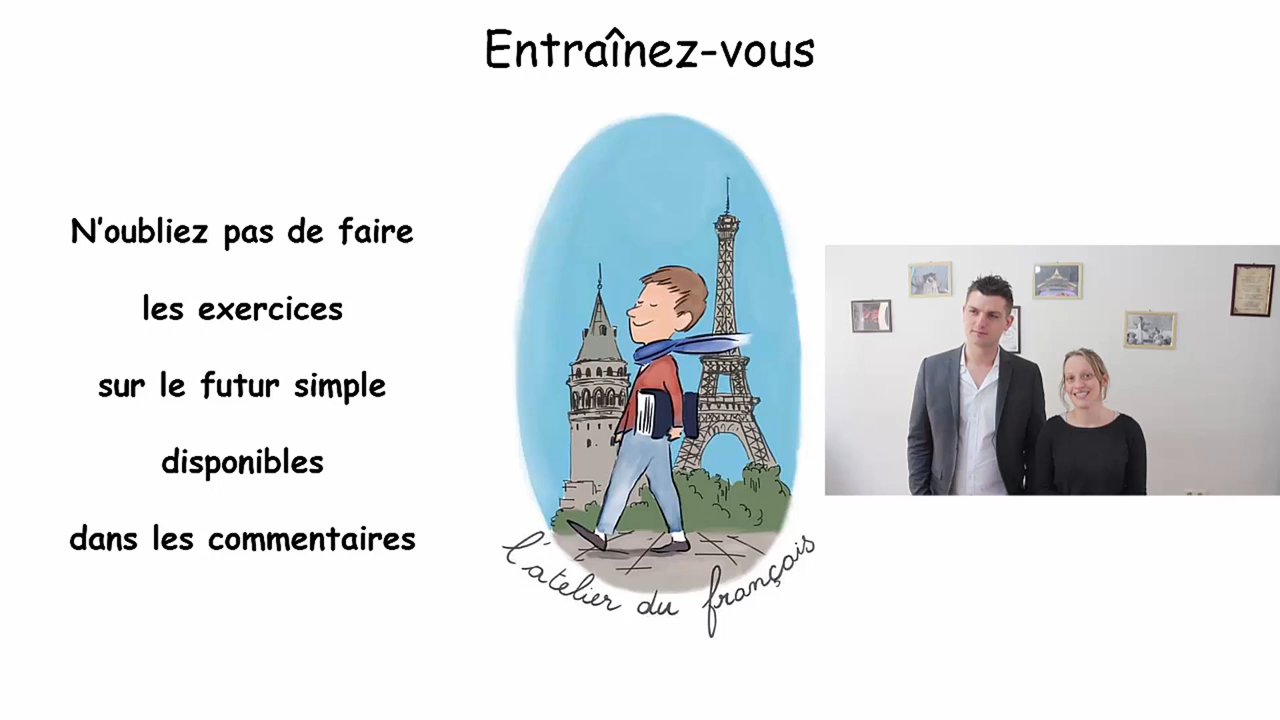 Entraînez-vous
N'oubliez pas de faire
les exercices
sur le futur simple
disponibles
dans les commentaires
l'atelier du français